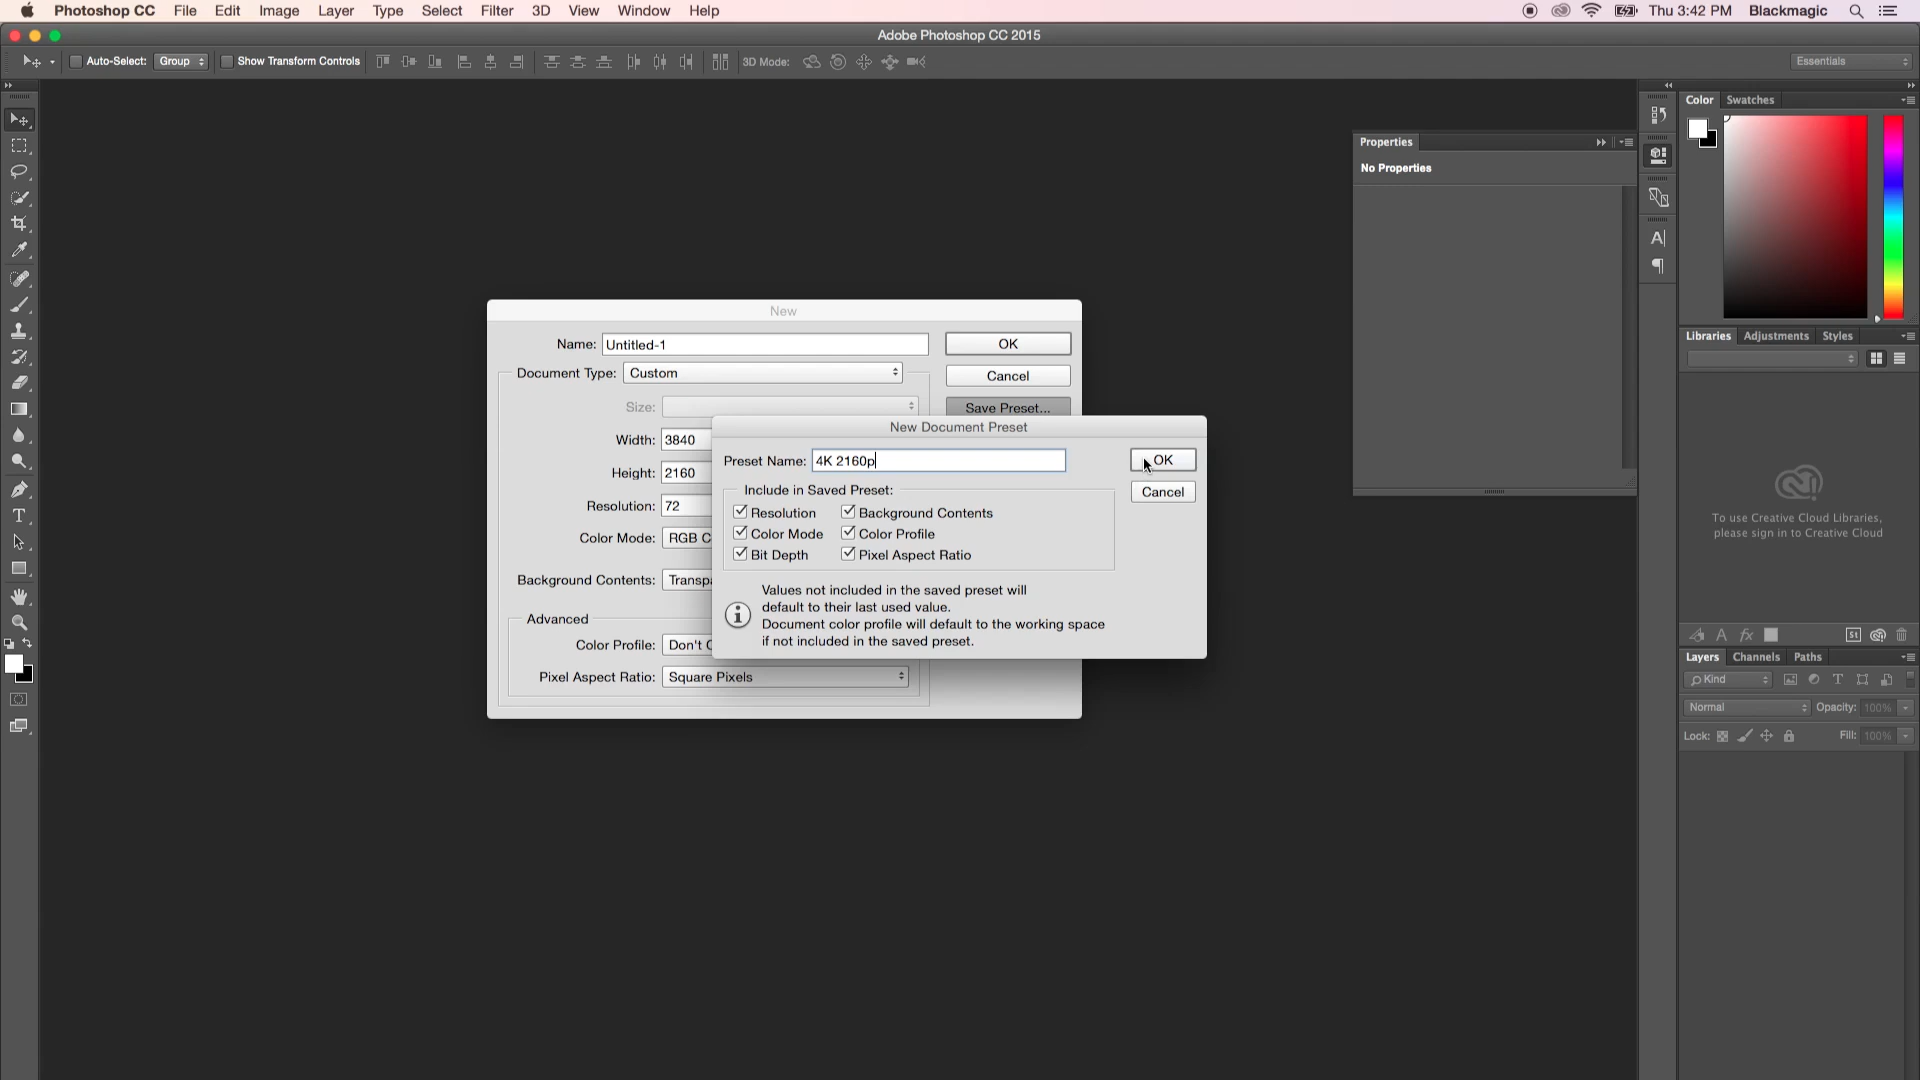 Photoshop CC File Edit Image Layer Type Select Filter 3D View Window Help Thu 3:42 PM Blackmagic
Adobe Photoshop CC 2015
Auto-Select: Group Show Transform Controls 3D Mode: Essentials
Color Swatches
Properties
No Properties
New
Name: Untitled-1 OK
Document Type: Custom Cancel
Size: Save Preset...
Width: 3840
Height: 2160
Resolution: 72
Color Mode: RGB C
Background Contents: Transpa
Advanced
Color Profile: Don't C
Pixel Aspect Ratio: Square Pixels
New Document Preset
Preset Name: 4K 2160p OK
Include in Saved Preset: Cancel
Resolution Background Contents
Color Mode Color Profile
Bit Depth Pixel Aspect Ratio
Values not included in the saved preset will
default to their last used value.
Document color profile will default to the working space
if not included in the saved preset.
Libraries Adjustments Styles
To use Creative Cloud Libraries,
please sign in to Creative Cloud
A fx St
Layers Channels Paths
Kind
Normal Opacity: 100%
Lock: Fill: 100%